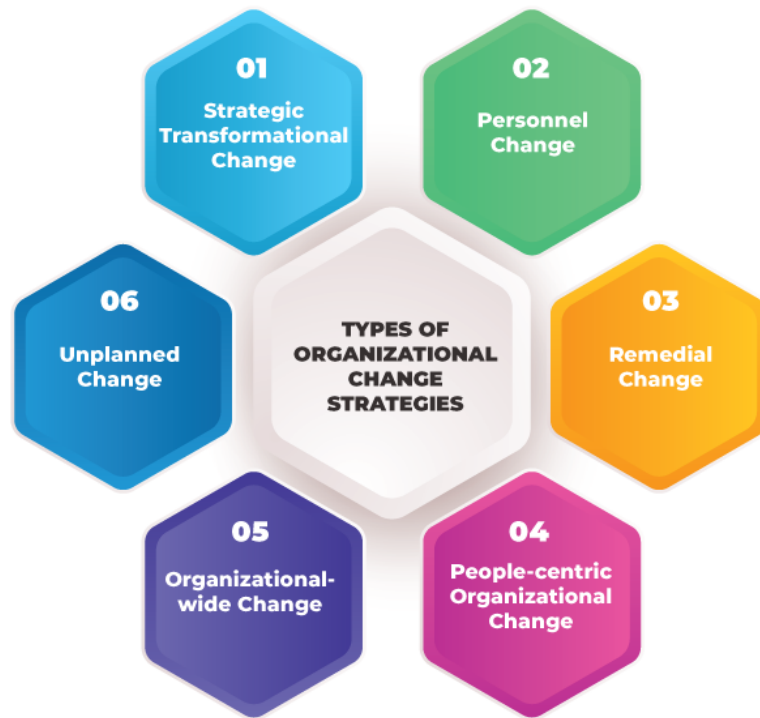 01
Strategic
Transformational
Change
02
Personnel
Change
03
Remedial
Change
04
People-centric
Organizational
Change
05
Organizational-
wide Change
06
Unplanned
Change
TYPES OF
ORGANIZATIONAL
CHANGE
STRATEGIES